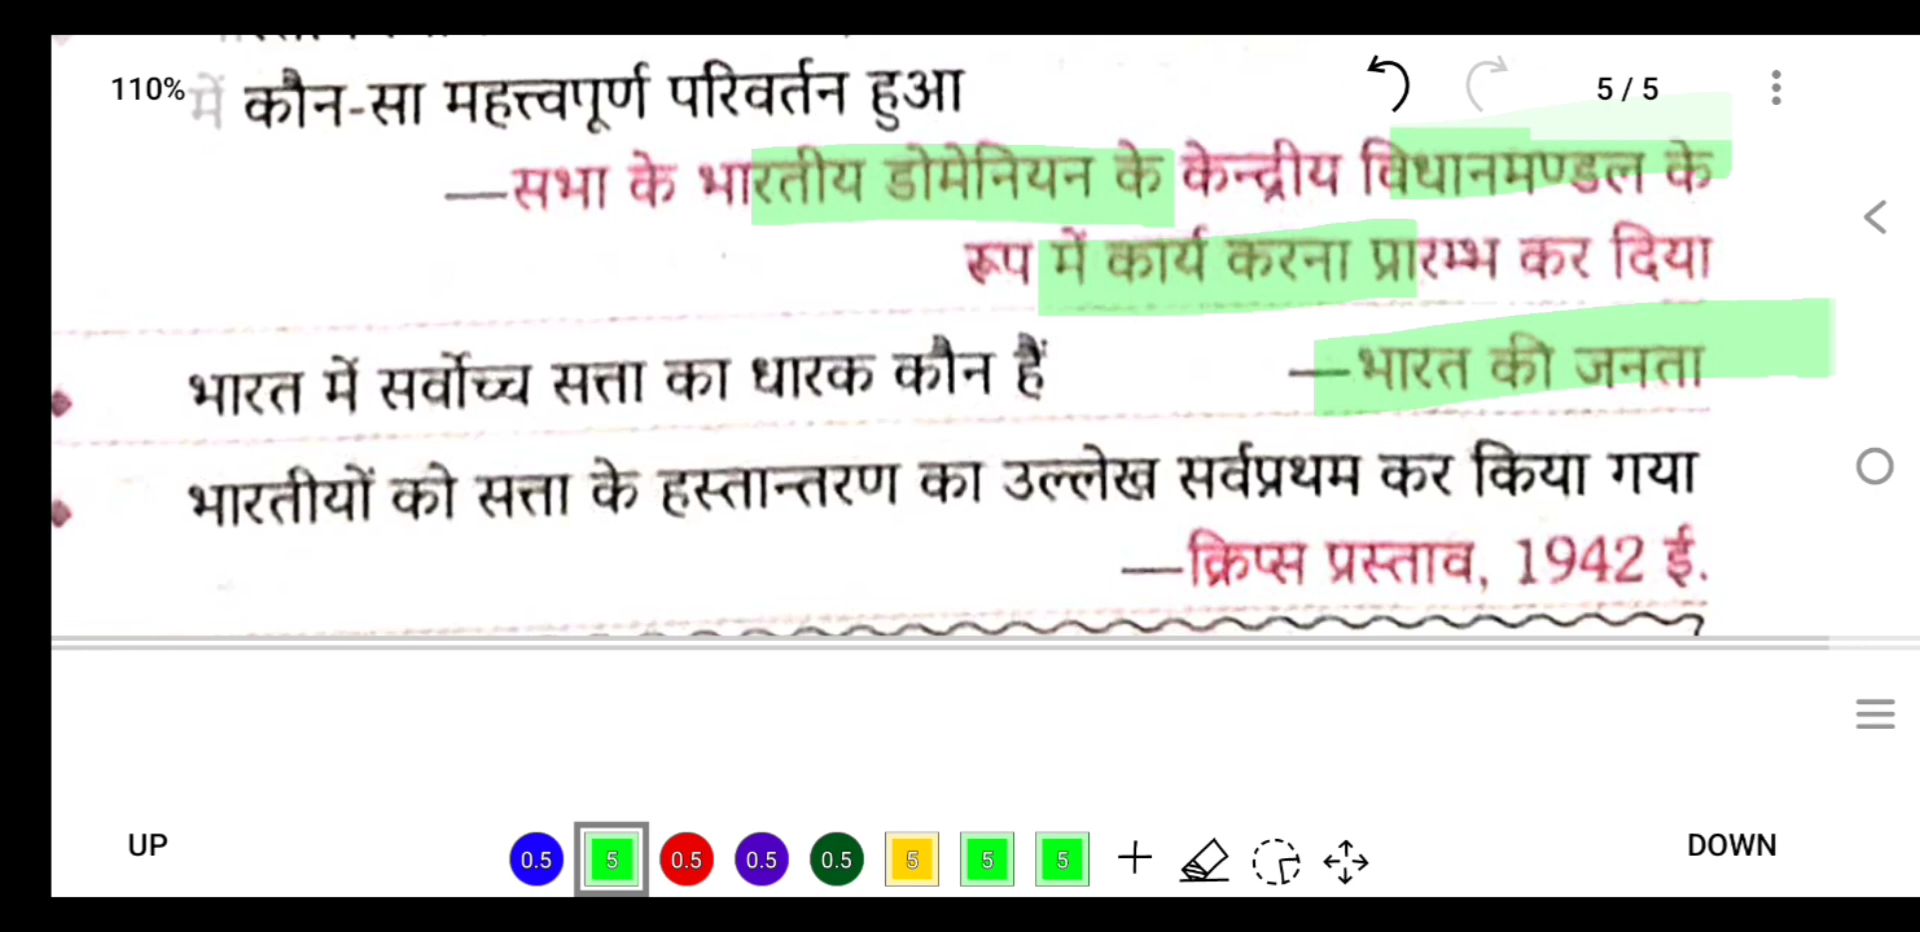 110% में कौन-सा महत्त्वपूर्ण परिवर्तन हुआ 5 / 5
—सभा के भारतीय डोमेनियन के केन्द्रीय विधानमण्डल के
रूप में कार्य करना प्रारम्भ कर दिया
भारत में सर्वोच्च सत्ता का धारक कौन हैं —भारत की जनता
भारतीयों को सत्ता के हस्तान्तरण का उल्लेख सर्वप्रथम कर किया गया
—क्रिप्स प्रस्ताव, 1942 ई.
UP 0.5 5 0.5 0.5 0.5 5 5 5 DOWN